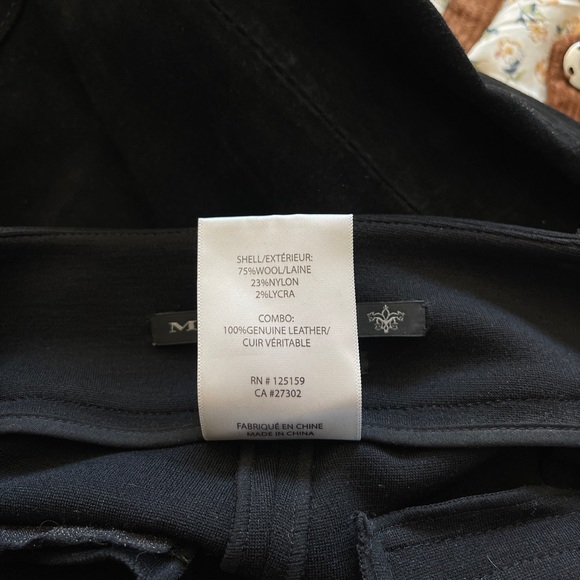 SHELL/EXTÉRIEUR:
75%WOOL/LAINE
23%NYLON
2%LYCRA
COMBO:
100%GENUINE LEATHER/
CUIR VÉRITABLE
RN # 125159
CA #27302
FABRIQUÉ EN CHINE
MADE IN CHINA